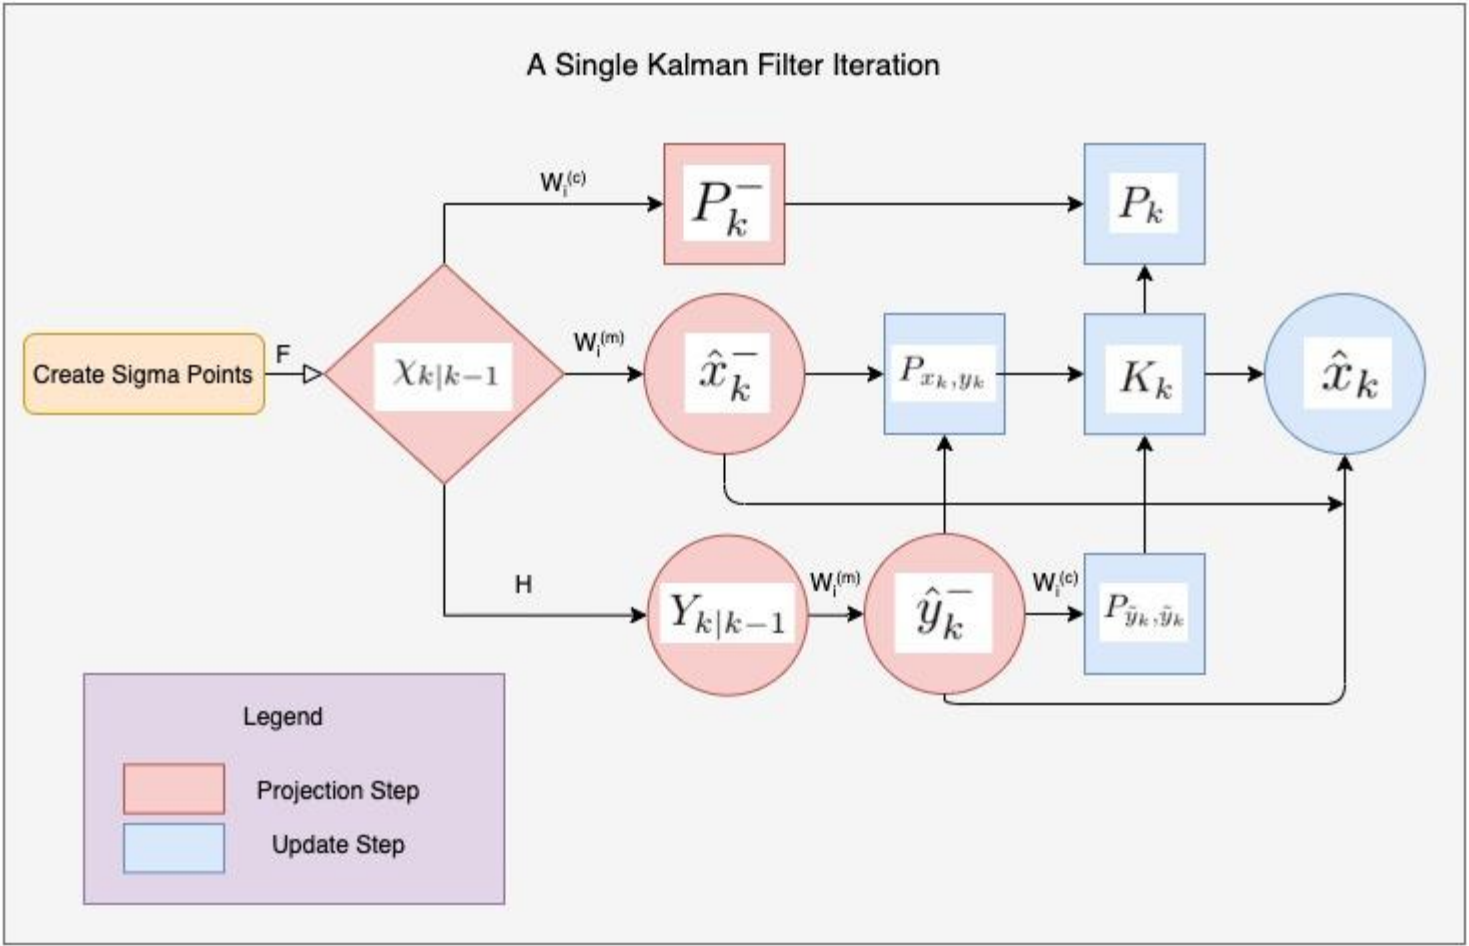 A Single Kalman Filter Iteration
W_i^(c)
P_k^−
P_k
Create Sigma Points
F
χ_{k|k−1}
W_i^(m)
x̂_k^−
P_{x_k,y_k}
K_k
x̂_k
H
Y_{k|k−1}
W_i^(m)
ŷ_k^−
W_i^(c)
P_{ỹ_k,ỹ_k}
Legend
Projection Step
Update Step